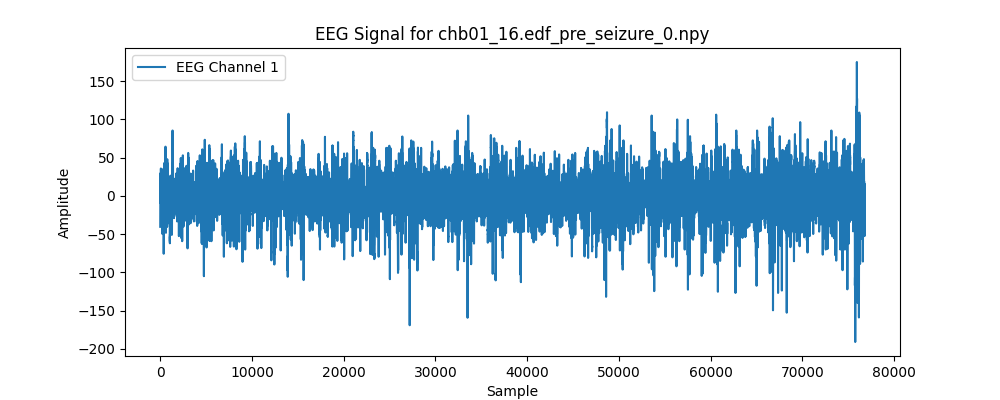 EEG Signal for chb01_16.edf_pre_seizure_0.npy
EEG Channel 1
150
100
50
0
−50
−100
−150
−200
Amplitude
0 10000 20000 30000 40000 50000 60000 70000 80000
Sample